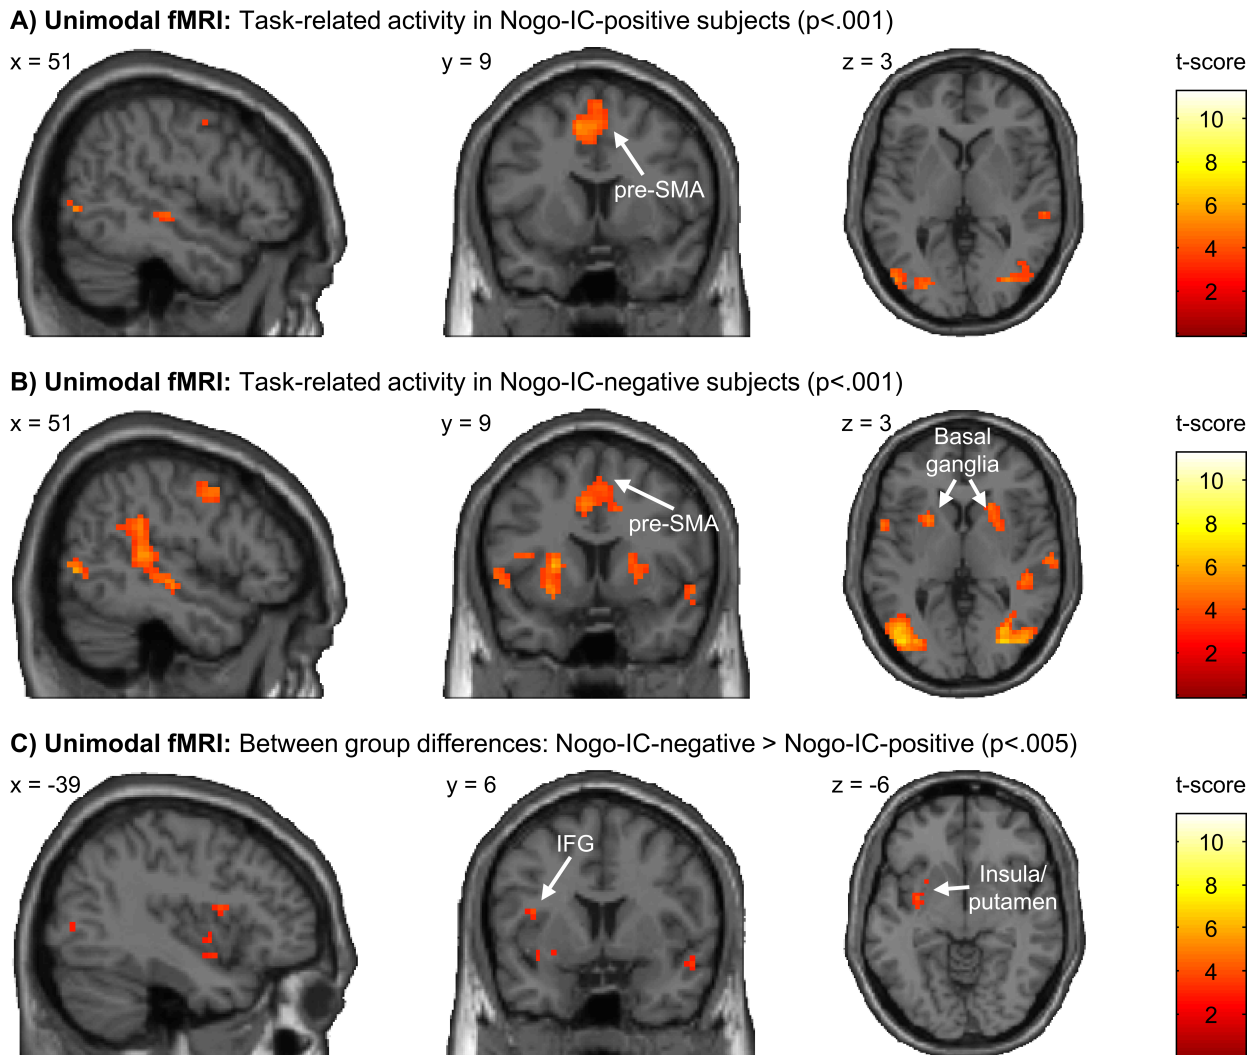 A) Unimodal fMRI: Task-related activity in Nogo-IC-positive subjects (p<.001)
x = 51
y = 9
z = 3
t-score
pre-SMA
10
8
6
4
2
B) Unimodal fMRI: Task-related activity in Nogo-IC-negative subjects (p<.001)
x = 51
y = 9
z = 3
t-score
Basal
ganglia
pre-SMA
10
8
6
4
2
C) Unimodal fMRI: Between group differences: Nogo-IC-negative > Nogo-IC-positive (p<.005)
x = -39
y = 6
z = -6
t-score
IFG
Insula/
putamen
10
8
6
4
2